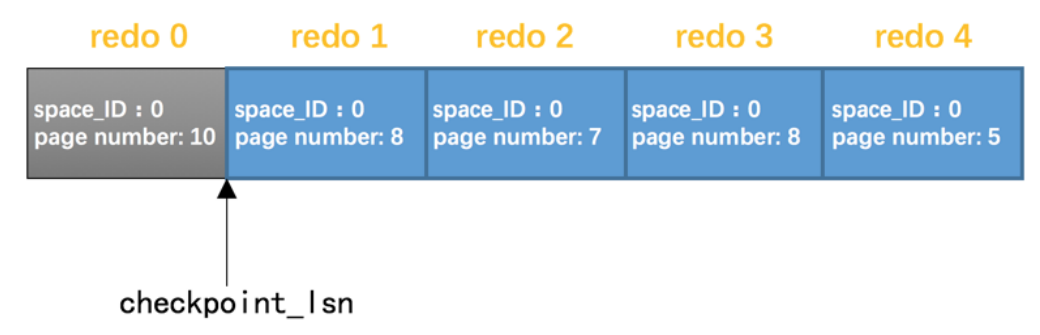 redo 0
redo 1
redo 2
redo 3
redo 4
space_ID：0
page number: 10
space_ID：0
page number: 8
space_ID：0
page number: 7
space_ID：0
page number: 8
space_ID：0
page number: 5
checkpoint_lsn